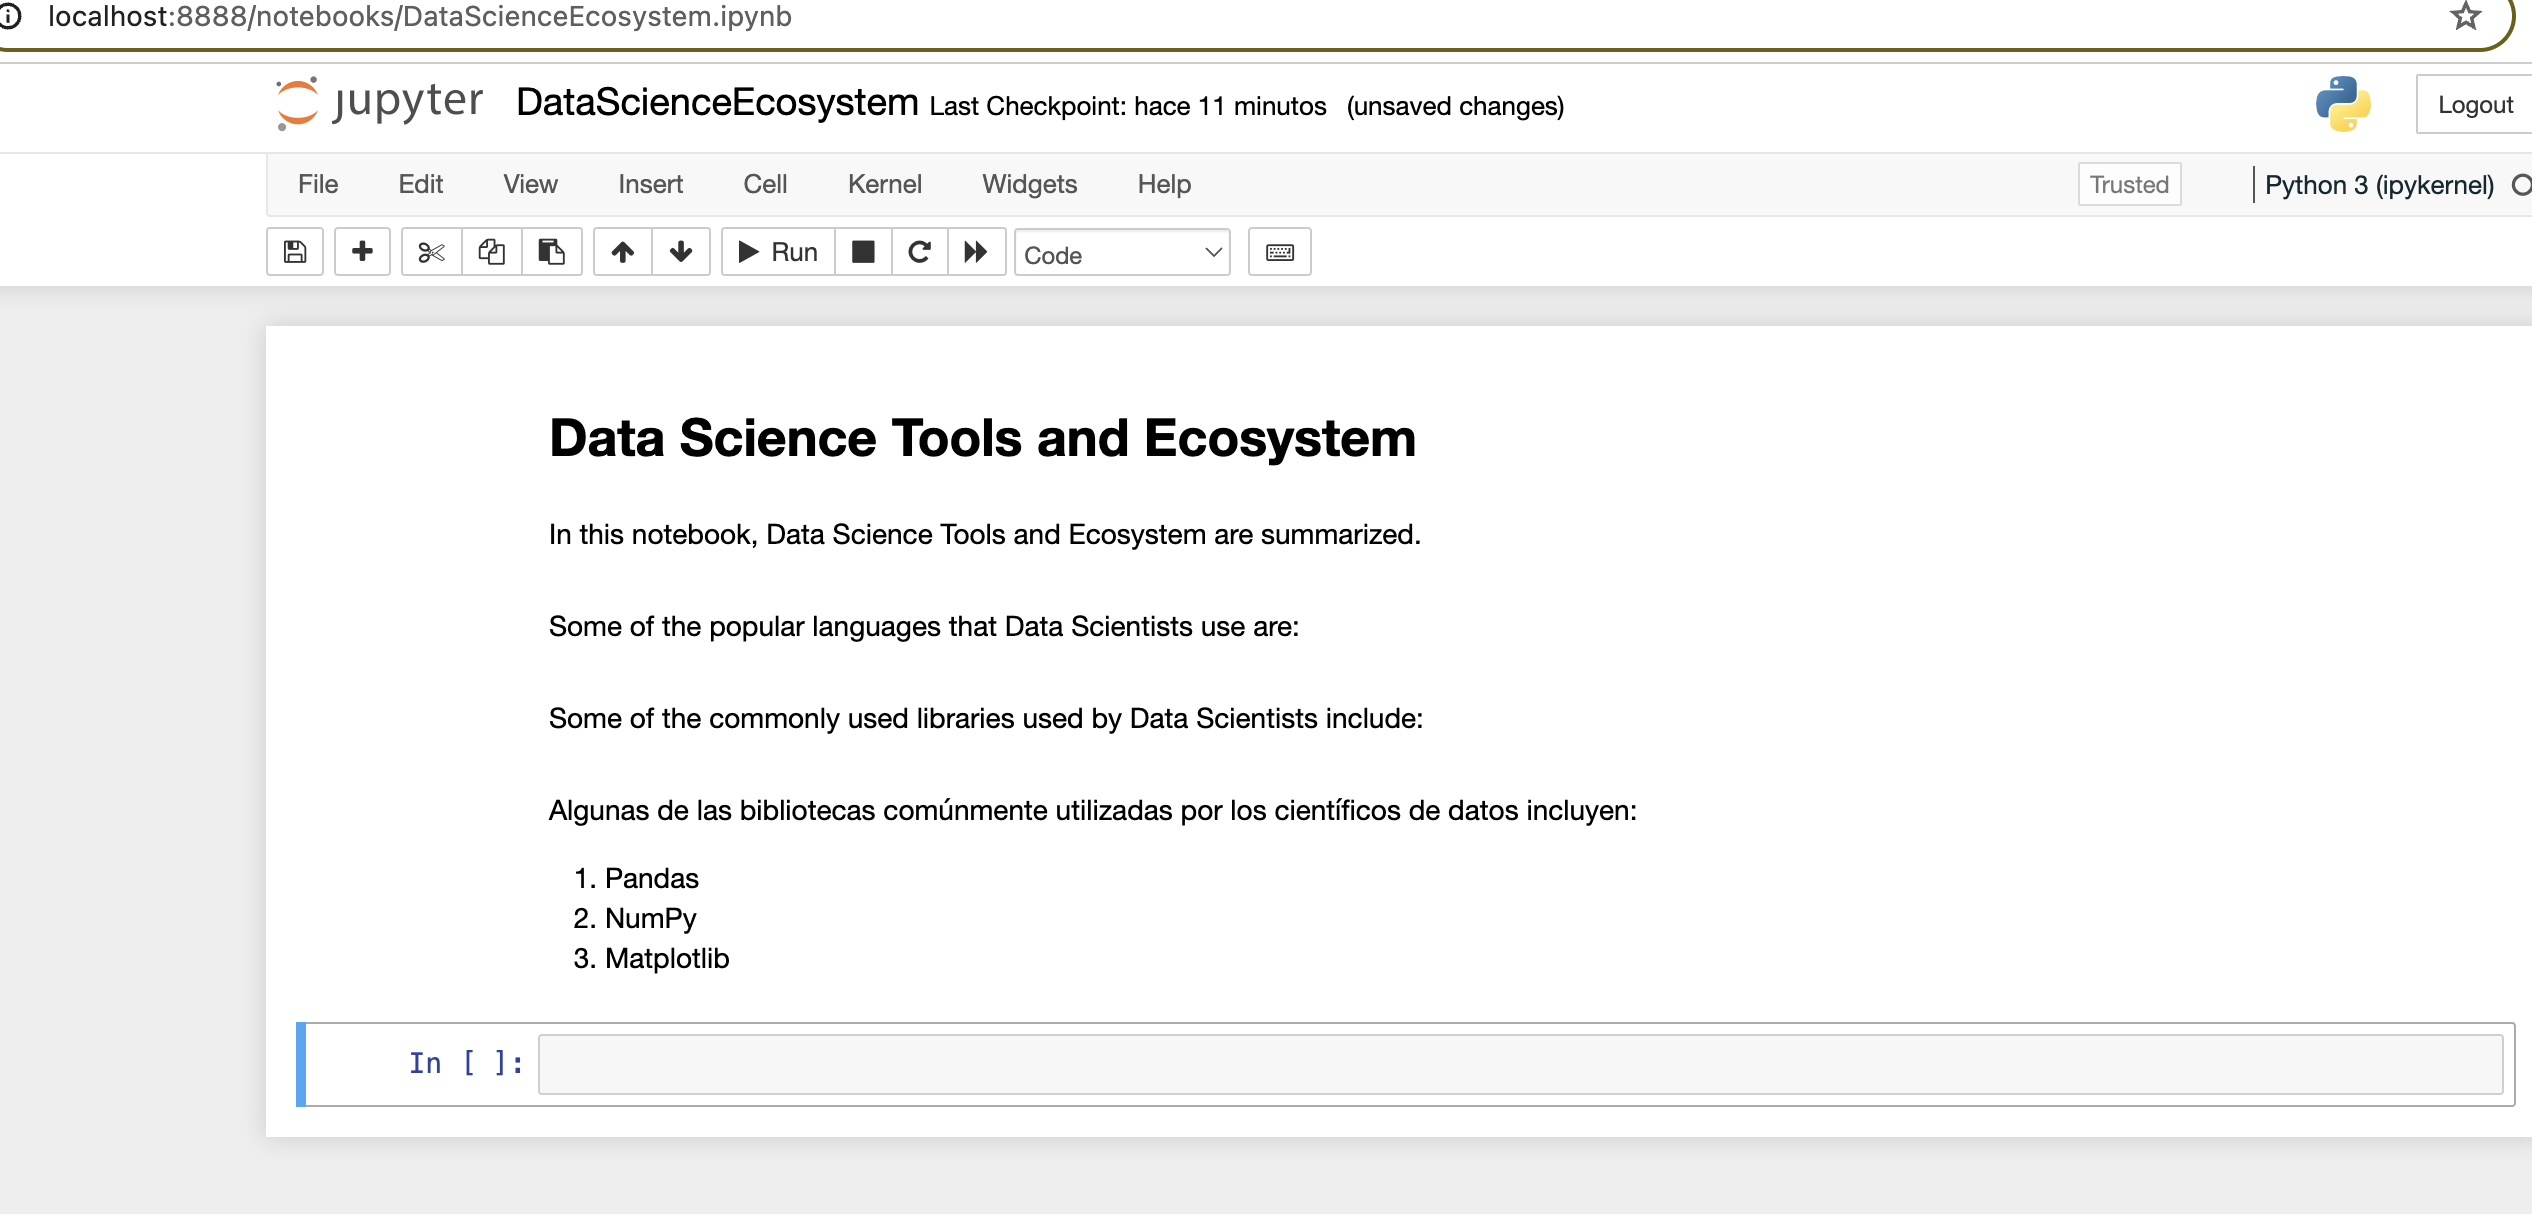 localhost:8888/notebooks/DataScienceEcosystem.ipynb
jupyter DataScienceEcosystem Last Checkpoint: hace 11 minutos (unsaved changes) Logout
File Edit View Insert Cell Kernel Widgets Help Trusted Python 3 (ipykernel)
Run Code
Data Science Tools and Ecosystem
In this notebook, Data Science Tools and Ecosystem are summarized.
Some of the popular languages that Data Scientists use are:
Some of the commonly used libraries used by Data Scientists include:
Algunas de las bibliotecas comúnmente utilizadas por los científicos de datos incluyen:
1. Pandas
2. NumPy
3. Matplotlib
In [ ]: